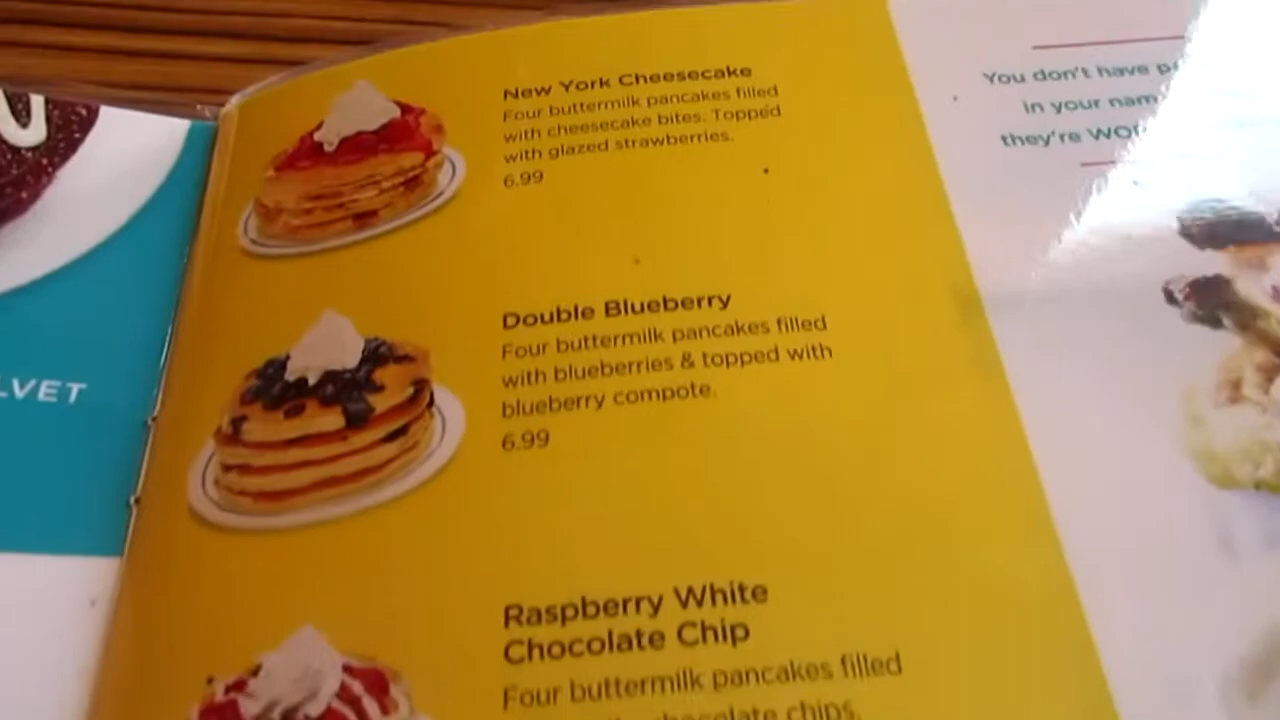 New York Cheesecake
Four buttermilk pancakes filled
with cheesecake bites. Topped
with glazed strawberries.
6.99
Double Blueberry
Four buttermilk pancakes filled
with blueberries & topped with
blueberry compote.
6.99
Raspberry White
Chocolate Chip
Four buttermilk pancakes filled
chocolate chips.
LVET
You don't have
in your
they're